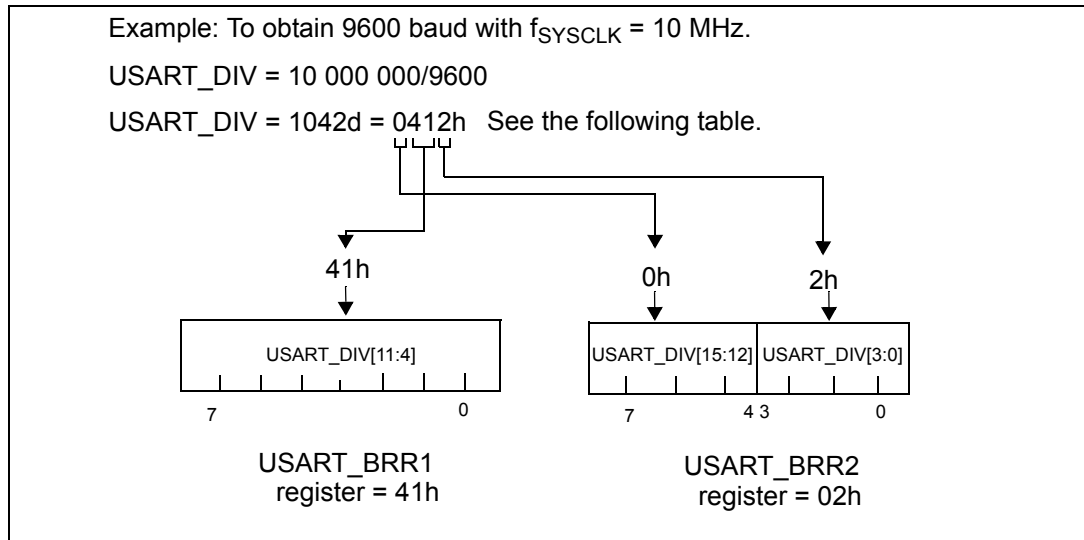 Example: To obtain 9600 baud with fSYSCLK = 10 MHz.
USART_DIV = 10 000 000/9600
USART_DIV = 1042d = 0412h See the following table.
41h
0h
2h
USART_DIV[11:4]
USART_DIV[15:12]
USART_DIV[3:0]
7
0
7
4 3
0
USART_BRR1
register = 41h
USART_BRR2
register = 02h